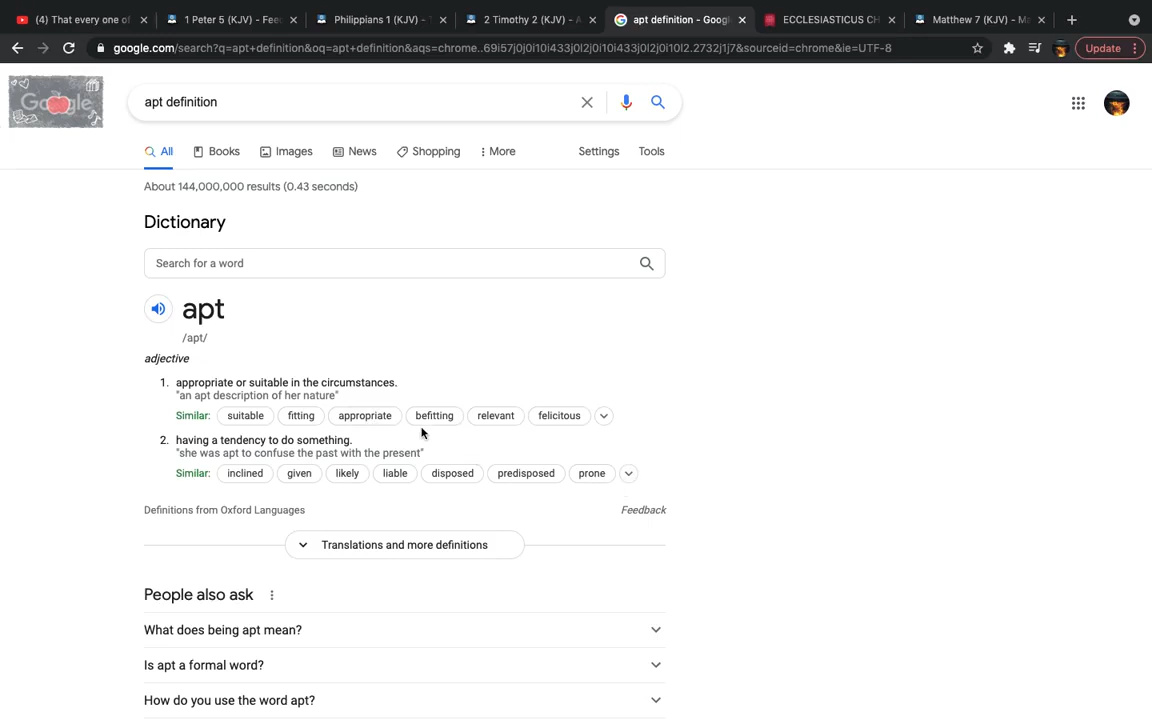 (4) That every one of
1 Peter 5 (KJV) - Fee
Philippians 1 (KJV) -
2 Timothy 2 (KJV) - A
apt definition - Googl
ECCLESIASTICUS CH
Matthew 7 (KJV) - Ma
google.com/search?q=apt+definition&oq=apt+definition&aqs=chrome..69i57j0j0i10i433j0l2j0i10i433j0l2j0i10l2.2732j1j7&sourceid=chrome&ie=UTF-8
Update
Google
apt definition
All
Books
Images
News
Shopping
More
Settings
Tools
About 144,000,000 results (0.43 seconds)
Dictionary
Search for a word
apt
/apt/
adjective
1. appropriate or suitable in the circumstances.
"an apt description of her nature"
Similar: suitable fitting appropriate befitting relevant felicitous
2. having a tendency to do something.
"she was apt to confuse the past with the present"
Similar: inclined given likely liable disposed predisposed prone
Definitions from Oxford Languages
Feedback
Translations and more definitions
People also ask
What does being apt mean?
Is apt a formal word?
How do you use the word apt?